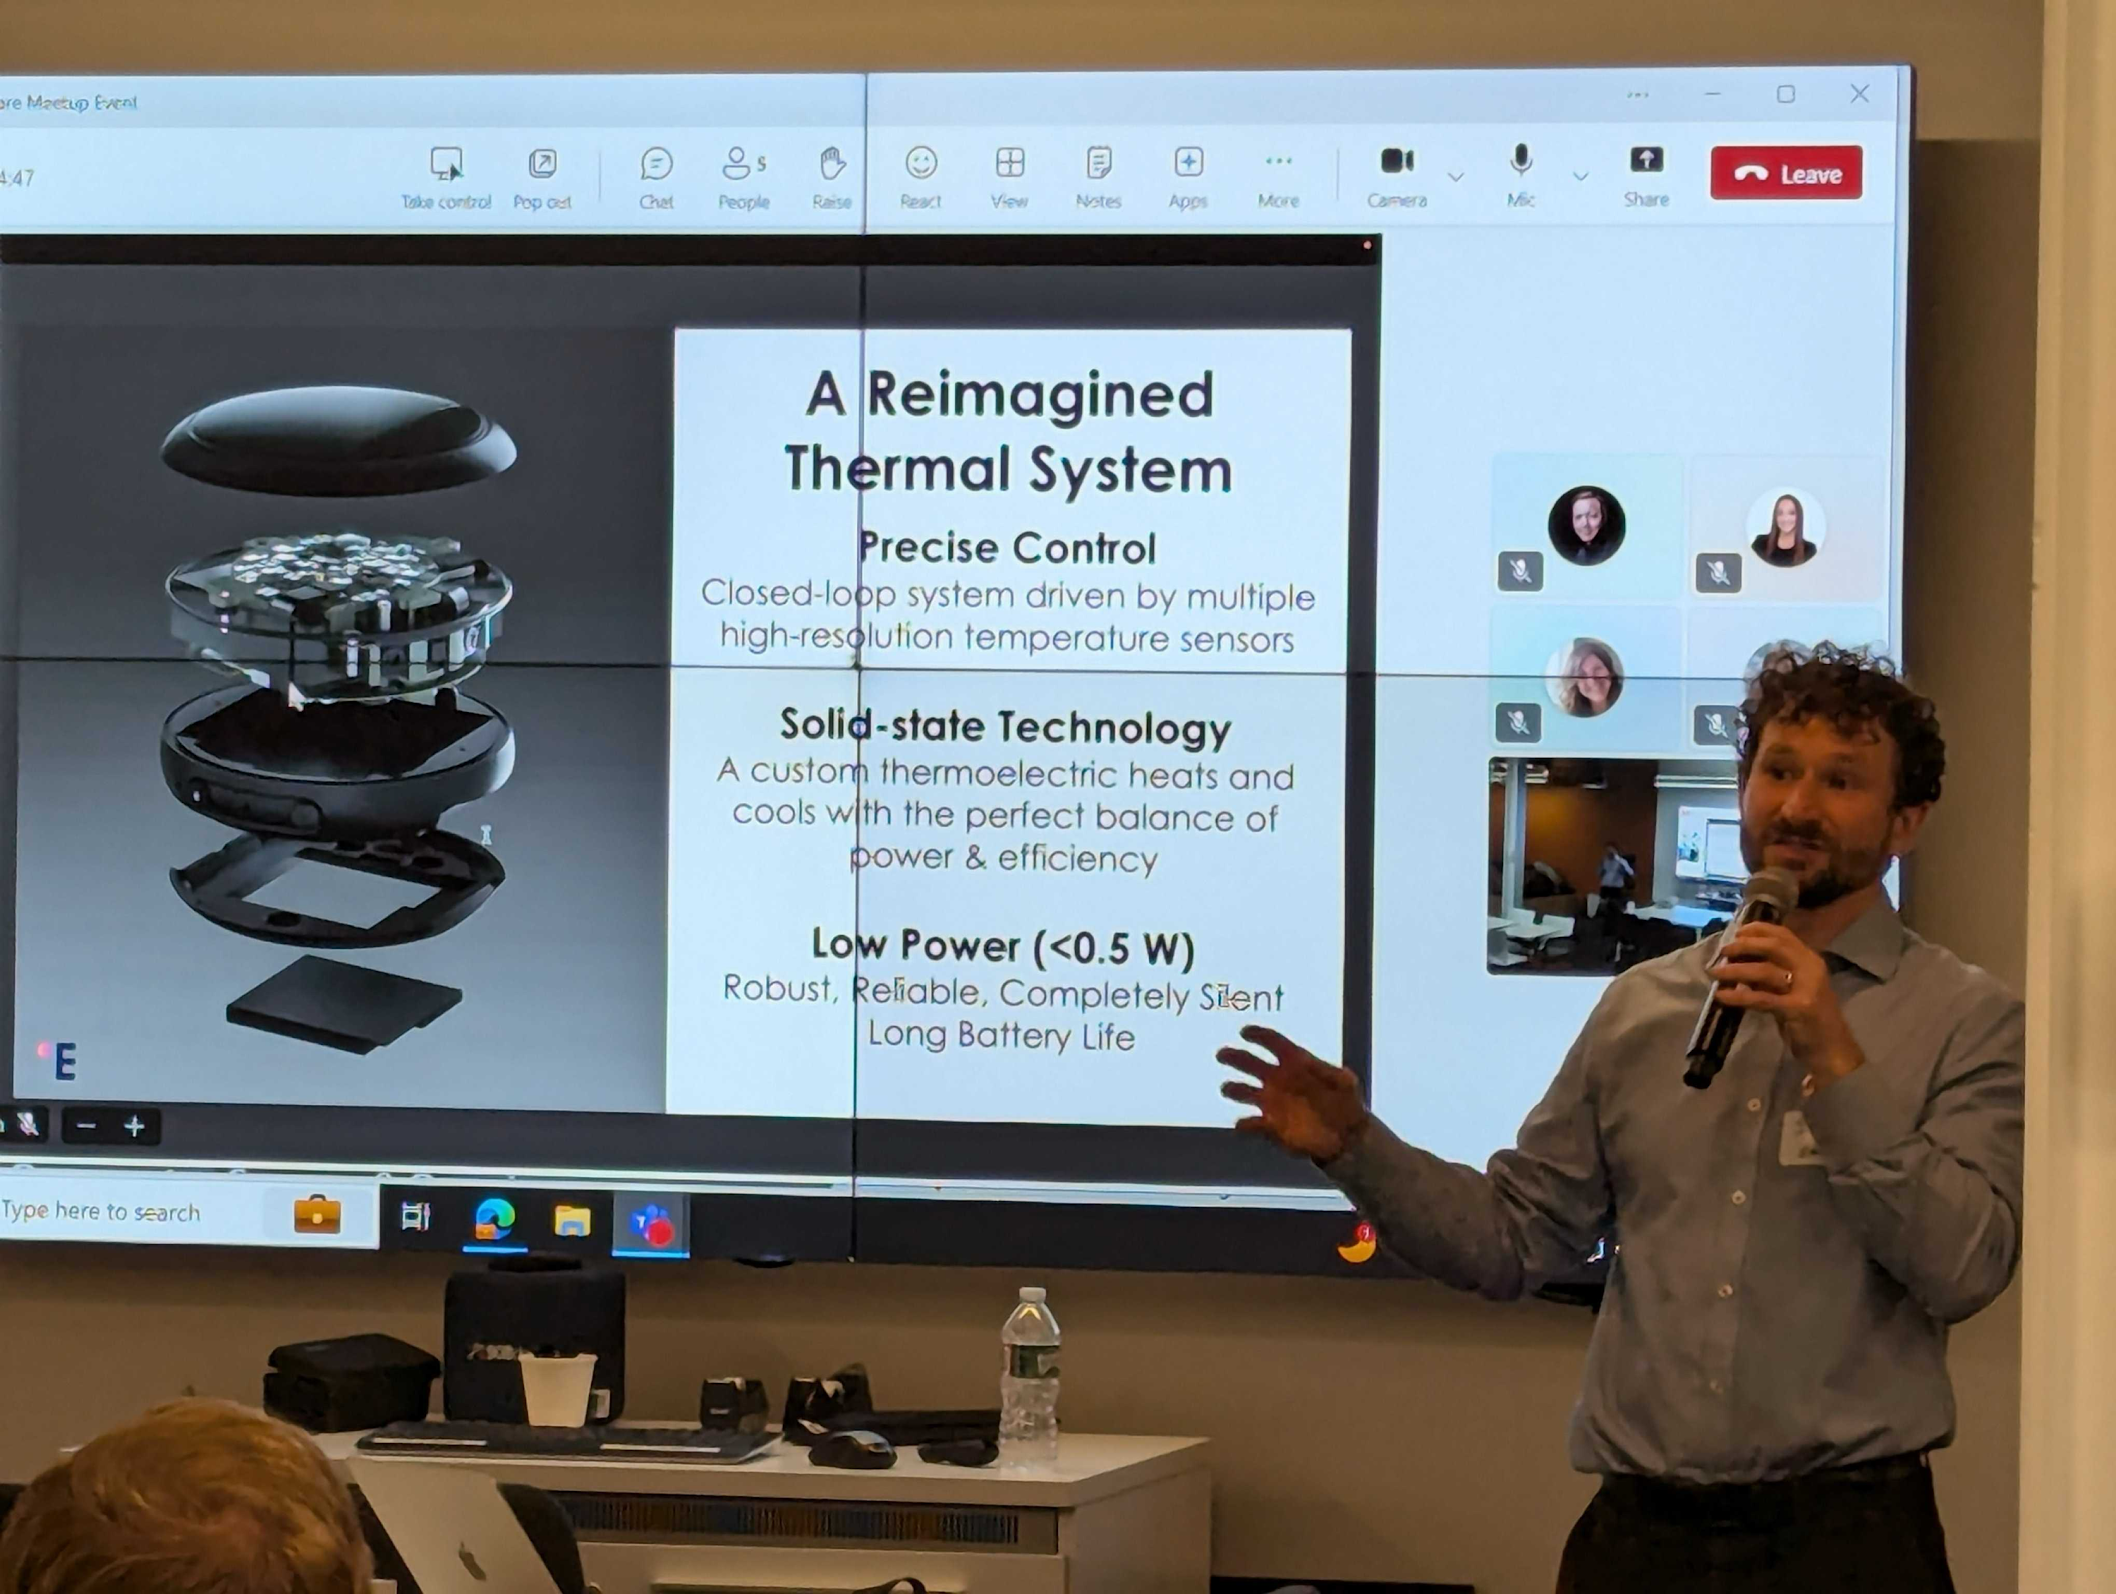 ore Meetup Event
4:47
Take control
Pop out
Chat
5
People
Raise
React
View
Notes
Apps
More
Camera
Mic
Share
Leave
A Reimagined
Thermal System
Precise Control
Closed-loop system driven by multiple
high-resolution temperature sensors
Solid-state Technology
A custom thermoelectric heats and
cools with the perfect balance of
power & efficiency
Low Power (<0.5 W)
Robust, Reliable, Completely Silent
Long Battery Life
E
Type here to search